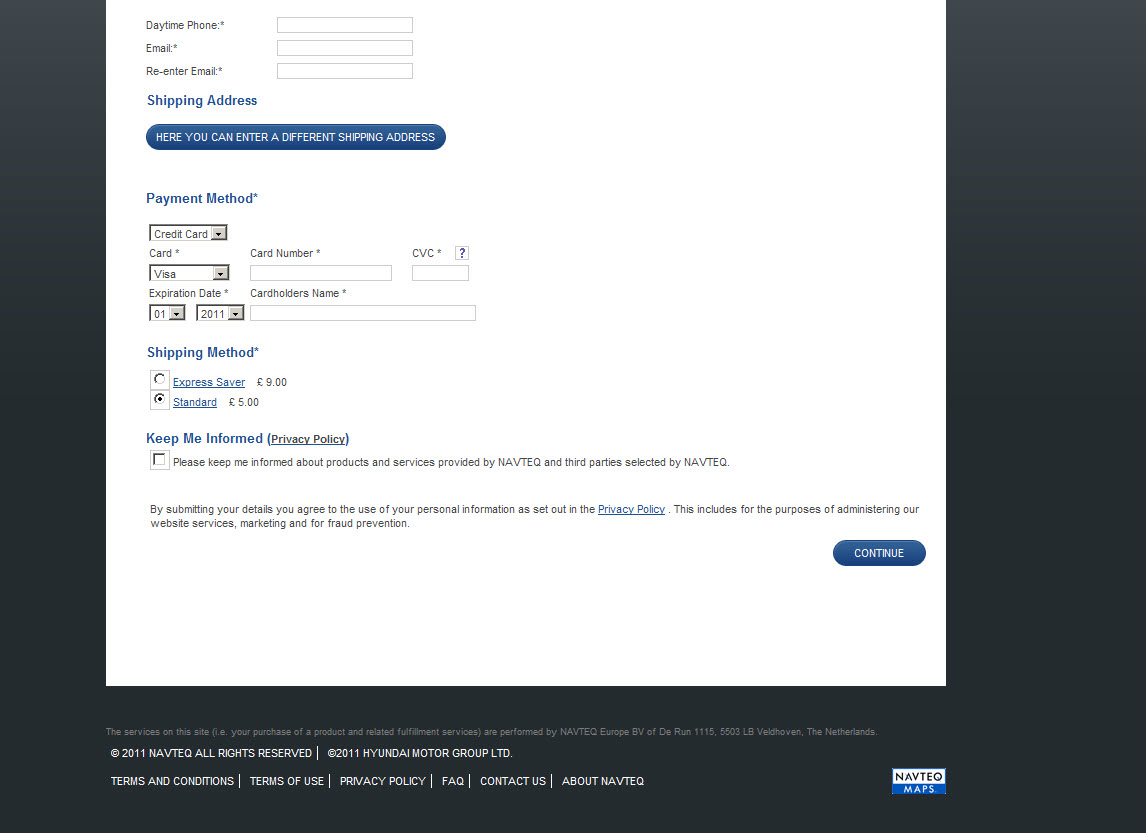 Daytime Phone:*
Email:*
Re-enter Email:*
Shipping Address
HERE YOU CAN ENTER A DIFFERENT SHIPPING ADDRESS
Payment Method*
Credit Card
Card * Card Number * CVC * ?
Visa
Expiration Date * Cardholders Name *
01 2011
Shipping Method*
Express Saver £ 9.00
Standard £ 5.00
Keep Me Informed (Privacy Policy)
Please keep me informed about products and services provided by NAVTEQ and third parties selected by NAVTEQ.
By submitting your details you agree to the use of your personal information as set out in the Privacy Policy . This includes for the purposes of administering our
website services, marketing and for fraud prevention.
CONTINUE
The services on this site (i.e. your purchase of a product and related fulfillment services) are performed by NAVTEQ Europe BV of De Run 1115, 5503 LB Veldhoven, The Netherlands.
© 2011 NAVTEQ ALL RIGHTS RESERVED | ©2011 HYUNDAI MOTOR GROUP LTD.
TERMS AND CONDITIONS | TERMS OF USE | PRIVACY POLICY | FAQ | CONTACT US | ABOUT NAVTEQ
NAVTEQ
MAPS